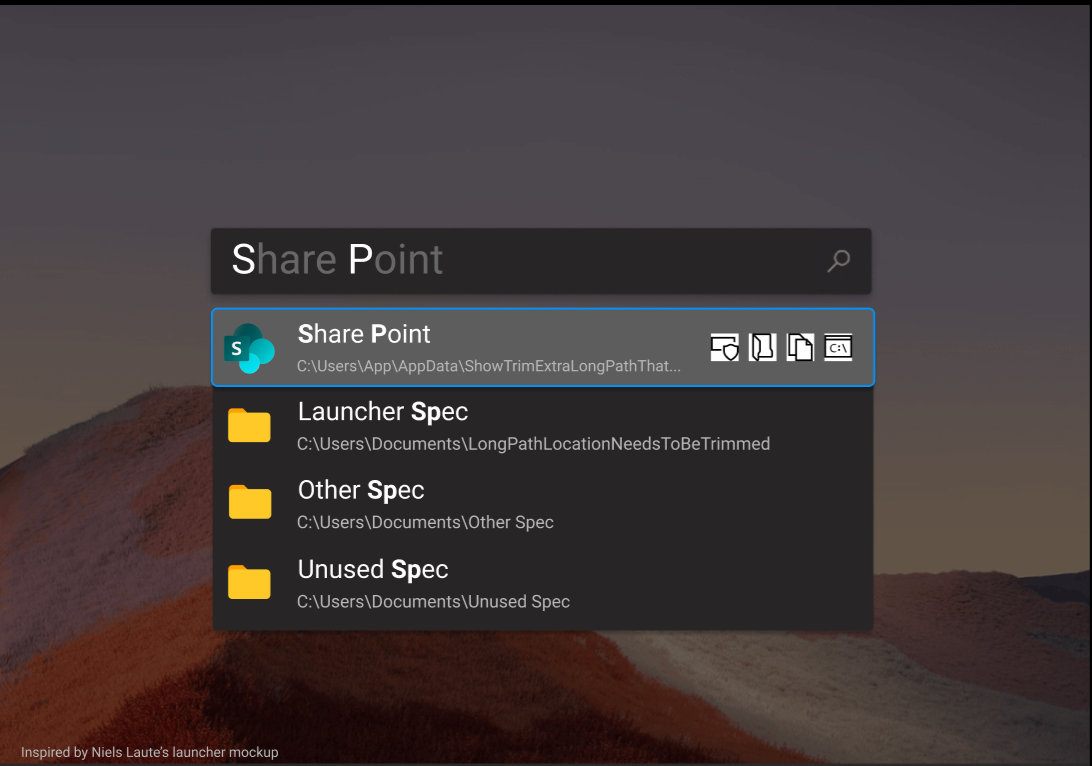 Share Point
S
Share Point
C:\Users\App\AppData\ShowTrimExtraLongPathThat...
C:\
Launcher Spec
C:\Users\Documents\LongPathLocationNeedsToBeTrimmed
Other Spec
C:\Users\Documents\Other Spec
Unused Spec
C:\Users\Documents\Unused Spec
Inspired by Niels Laute's launcher mockup